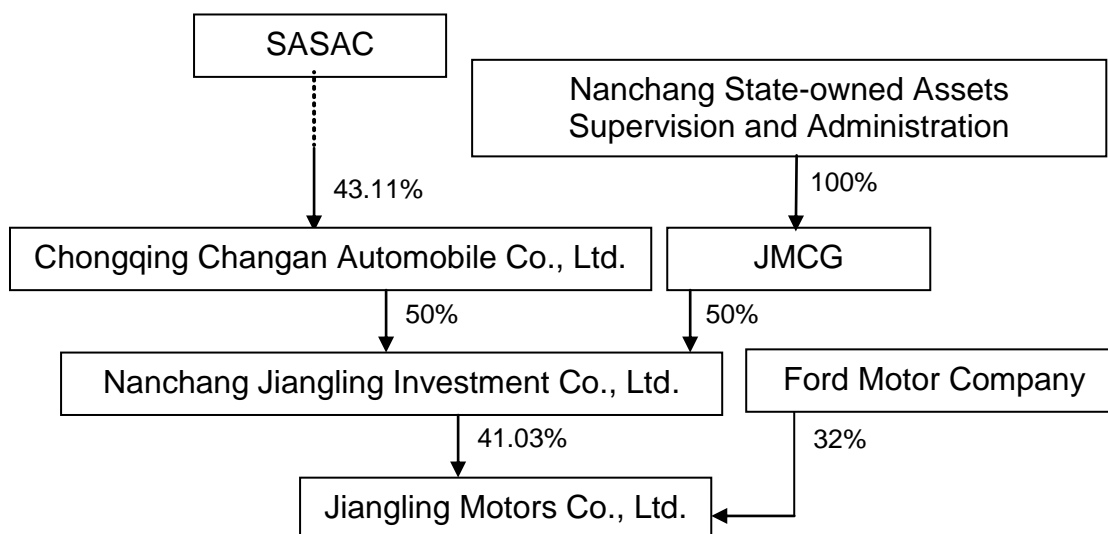 SASAC
Nanchang State-owned Assets
Supervision and Administration
43.11%
100%
Chongqing Changan Automobile Co., Ltd.
JMCG
50%
50%
Nanchang Jiangling Investment Co., Ltd.
Ford Motor Company
41.03%
32%
Jiangling Motors Co., Ltd.